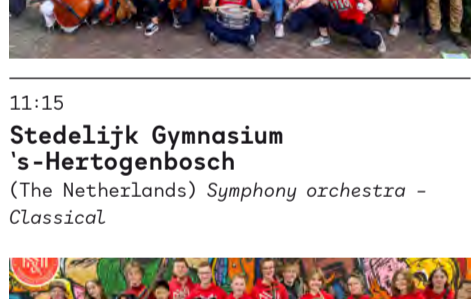 11:15
Stedelijk Gymnasium
's-Hertogenbosch
(The Netherlands) Symphony orchestra –
Classical